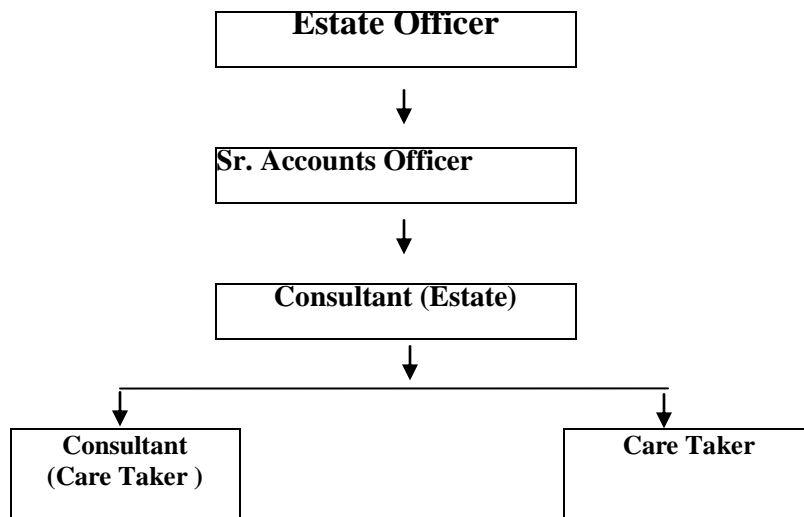 Estate Officer
Sr. Accounts Officer
Consultant (Estate)
Consultant
(Care Taker )
Care Taker